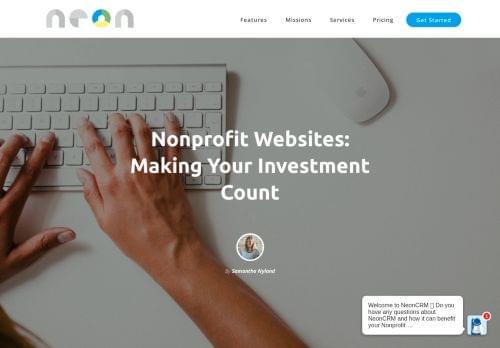 neon
Features Missions Services Pricing Get Started
Nonprofit Websites:
Making Your Investment
Count
By Samantha Nyland
Welcome to NeonCRM ▯ Do you
have any questions about
NeonCRM and how it can benefit
your Nonprofit ...
1